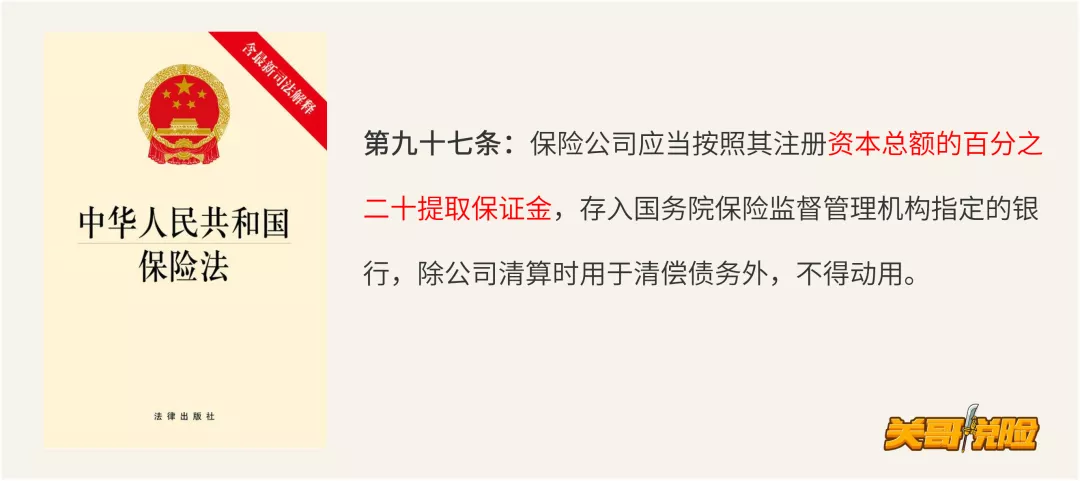 含最新司法解释
中华人民共和国
保险法
法律出版社
第九十七条：保险公司应当按照其注册资本总额的百分之
二十提取保证金，存入国务院保险监督管理机构指定的银
行，除公司清算时用于清偿债务外，不得动用。
关哥说险